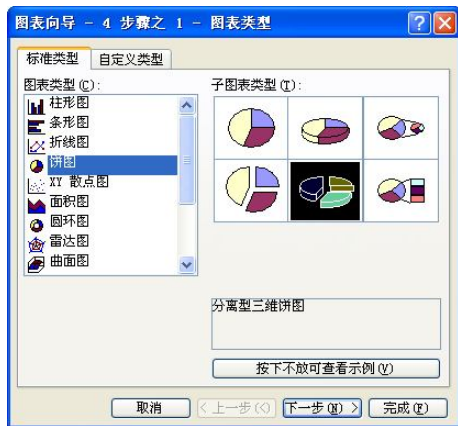 图表向导 - 4 步骤之 1 - 图表类型
标准类型 自定义类型
图表类型(C):
柱形图
条形图
折线图
饼图
XY 散点图
面积图
圆环图
雷达图
曲面图
子图表类型(T):
分离型三维饼图
按下不放可查看示例(V)
取消 < 上一步(<) 下一步(N) > 完成(F)